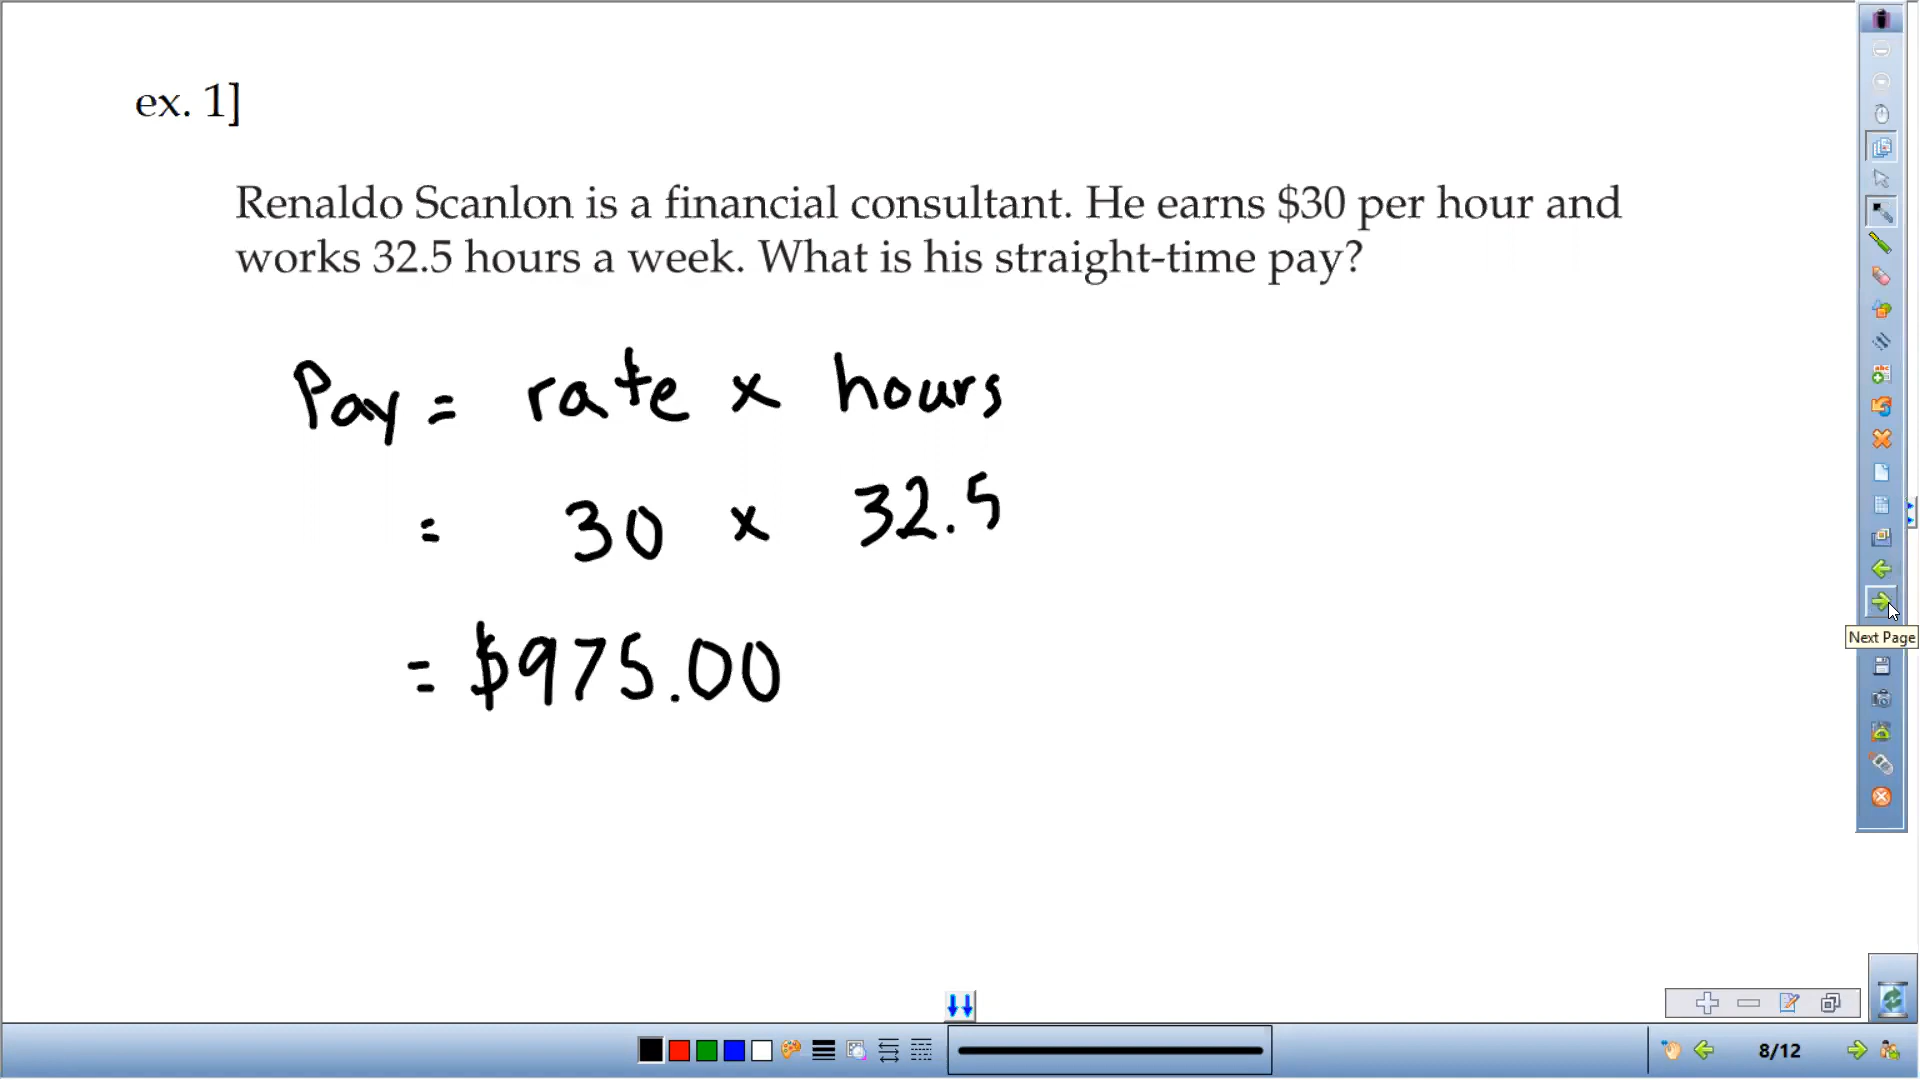 ex. 1]
Renaldo Scanlon is a financial consultant. He earns $30 per hour and
works 32.5 hours a week. What is his straight-time pay?
Pay = rate x hours
= 30 x 32.5
= $975.00
Next Page
8/12